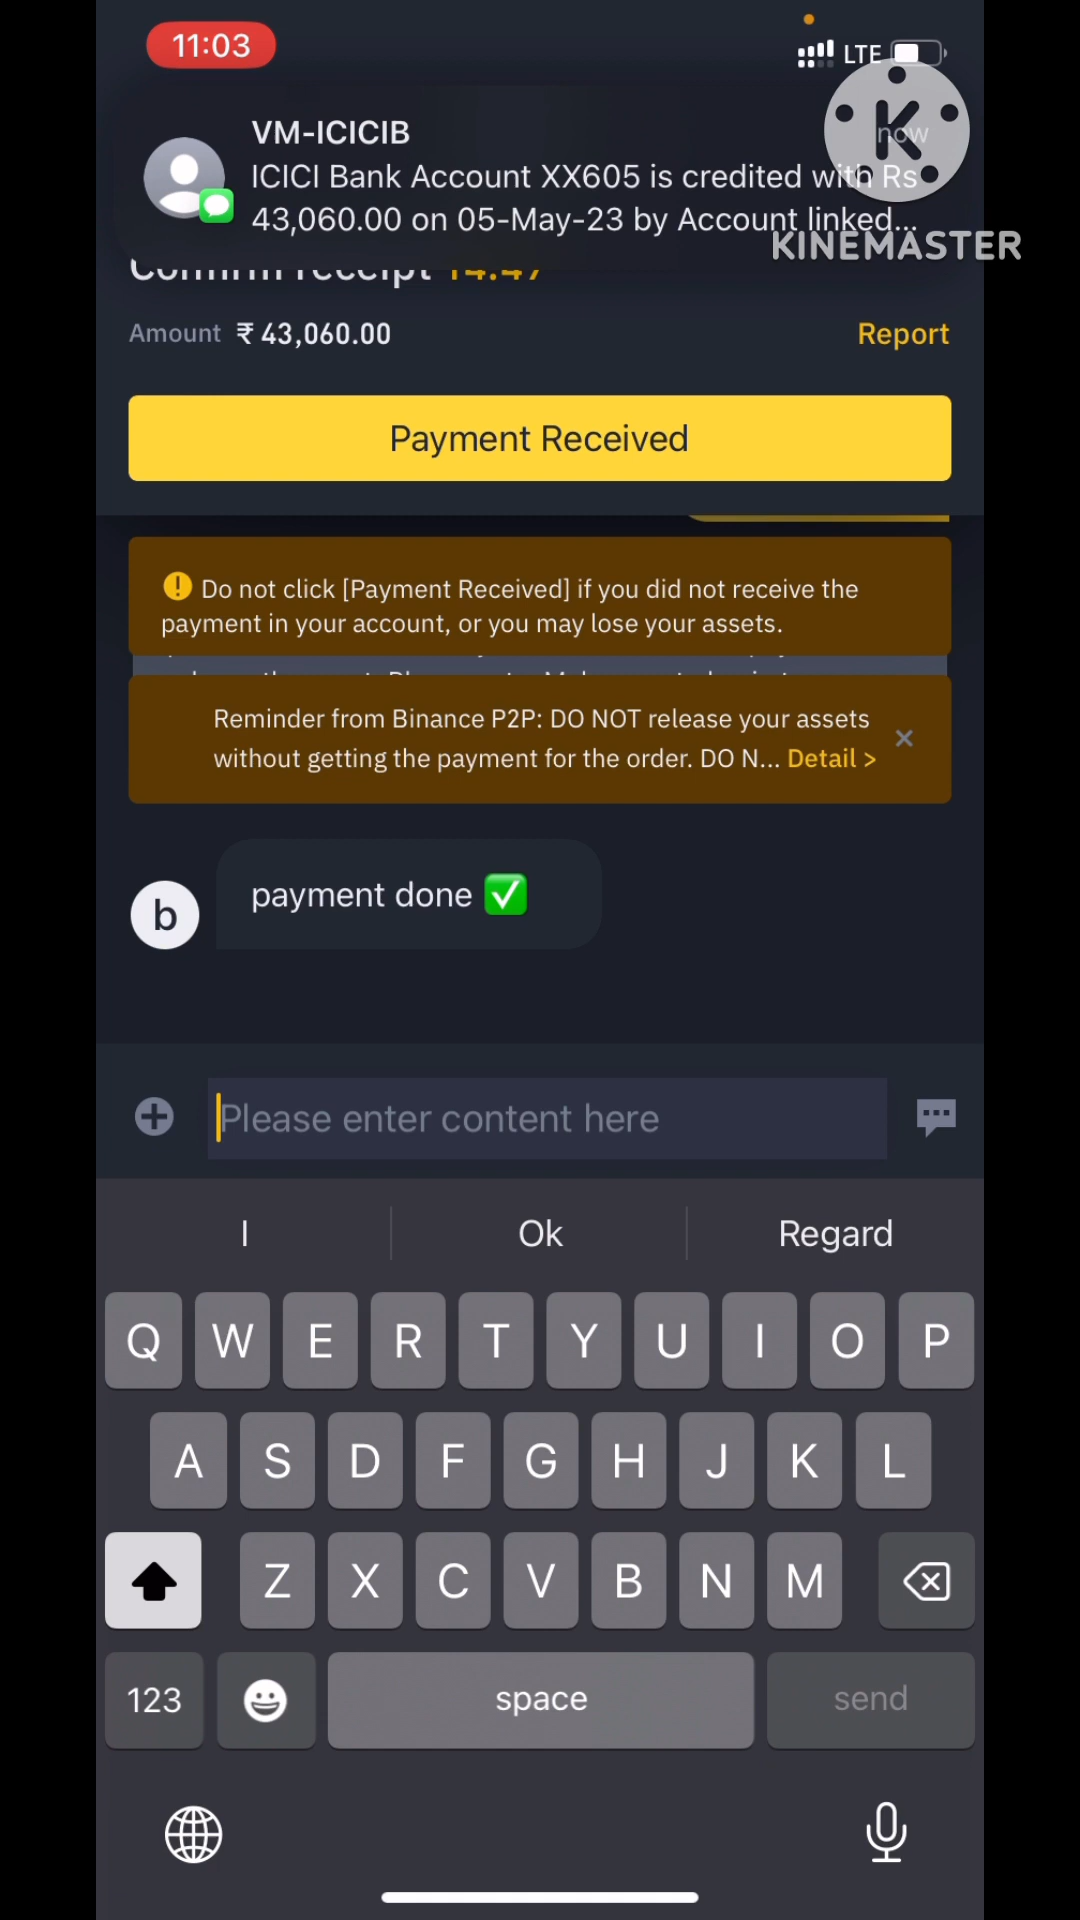 11:03
LTE
VM-ICICIB
now
ICICI Bank Account XX605 is credited with Rs
43,060.00 on 05-May-23 by Account linked...
K
KINEMASTER
Confirm receipt 14:47
Amount ₹ 43,060.00
Report
Payment Received
Do not click [Payment Received] if you did not receive the
payment in your account, or you may lose your assets.
Reminder from Binance P2P: DO NOT release your assets
without getting the payment for the order. DO N... Detail >
b
payment done ✅
Please enter content here
I Ok Regard
Q W E R T Y U I O P
A S D F G H J K L
Z X C V B N M
123 space send